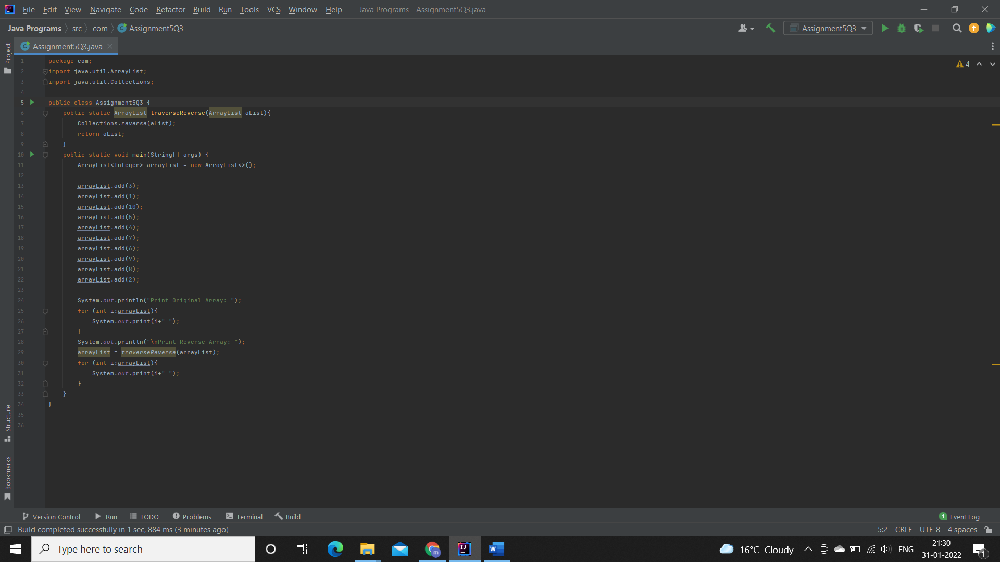 File Edit View Navigate Code Refactor Build Run Tools VCS Window Help Java Programs - Assignment5Q3.java
Java Programs src com Assignment5Q3 Assignment5Q3
Project
Assignment5Q3.java
4
1 package com;
2 import java.util.ArrayList;
3 import java.util.Collections;
4
5 public class Assignment5Q3 {
6 public static ArrayList traverseReverse(ArrayList aList){
7 Collections.reverse(aList);
8 return aList;
9 }
10 public static void main(String[] args) {
11 ArrayList<Integer> arrayList = new ArrayList<>();
12
13 arrayList.add(3);
14 arrayList.add(1);
15 arrayList.add(10);
16 arrayList.add(5);
17 arrayList.add(4);
18 arrayList.add(7);
19 arrayList.add(6);
20 arrayList.add(9);
21 arrayList.add(8);
22 arrayList.add(2);
23
24 System.out.println("Print Original Array: ");
25 for (int i:arrayList){
26 System.out.print(i+" ");
27 }
28 System.out.println("\nPrint Reverse Array: ");
29 arrayList = traverseReverse(arrayList);
30 for (int i:arrayList){
31 System.out.print(i+" ");
32 }
33 }
34 }
35
36
Structure
Bookmarks
Version Control Run TODO Problems Terminal Build 1 Event Log
Build completed successfully in 1 sec, 884 ms (3 minutes ago) 5:2 CRLF UTF-8 4 spaces
Type here to search 16°C Cloudy ENG 21:30
31-01-2022
1